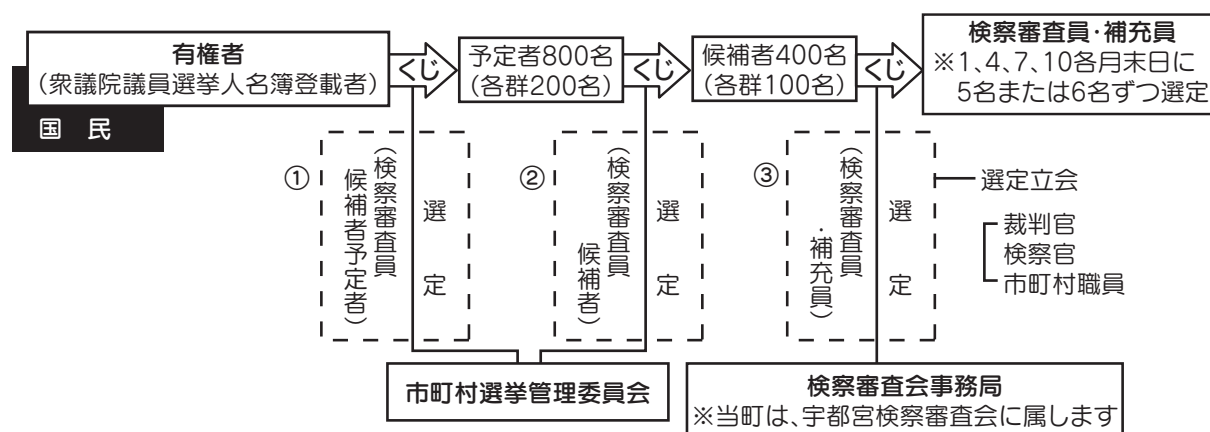 有権者
(衆議院議員選挙人名簿登載者)
国民
くじ
予定者800名
(各群200名)
くじ
候補者400名
(各群100名)
くじ
検察審査員・補充員
※1、4、7、10各月末日に
5名または6名ずつ選定
①
選定
(検察審査員
候補者予定者)
②
選定
(検察審査員
候補者)
③
選定
(検察審査員
・補充員)
選定立会
裁判官
検察官
市町村職員
市町村選挙管理委員会
検察審査会事務局
※当町は、宇都宮検察審査会に属します